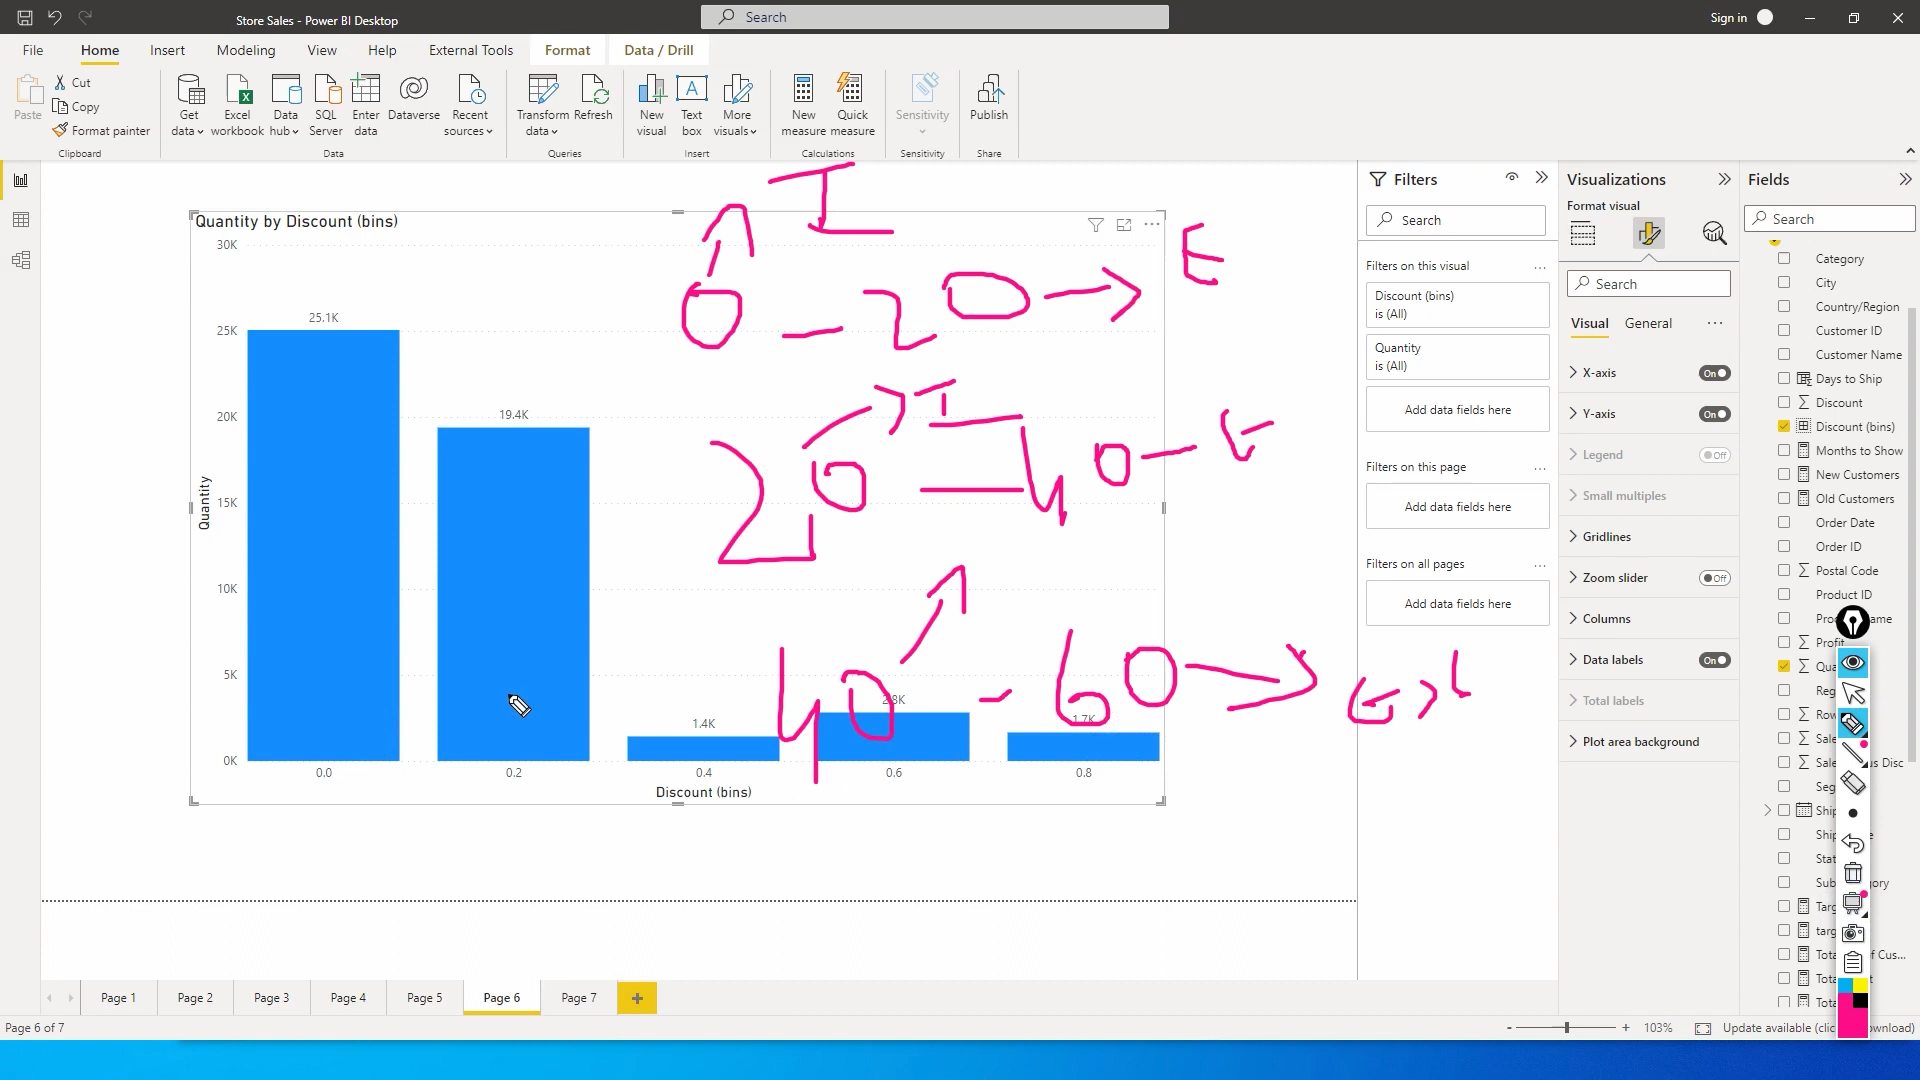 Store Sales - Power BI Desktop
Search
Sign in
File Home Insert Modeling View Help External Tools Format Data / Drill
Paste
Cut
Copy
Format painter
Get data
Excel workbook
Data hub
SQL Server
Enter data
Dataverse
Recent sources
Transform data
Refresh
New visual
Text box
More visuals
New measure
Quick measure
Sensitivity
Publish
Clipboard Data Queries Insert Calculations Sensitivity Share
Quantity by Discount (bins)
30K
25K
20K
15K
10K
5K
0K
Quantity
25.1K
19.4K
1.4K
2.8K
1.7K
0.0 0.2 0.4 0.6 0.8
Discount (bins)
I
0 - 20 → E
20 - 40 -
40 - 60 →
Filters
Search
Filters on this visual ...
Discount (bins)
is (All)
Quantity
is (All)
Add data fields here
Filters on this page ...
Add data fields here
Filters on all pages ...
Add data fields here
Visualizations
Format visual
Search
Visual General ...
X-axis On
Y-axis On
Legend Off
Small multiples
Gridlines
Zoom slider Off
Columns
Data labels On
Total labels
Plot area background
Fields
Search
Category
City
Country/Region
Customer ID
Customer Name
Days to Ship
Discount
Discount (bins)
Months to Show
New Customers
Old Customers
Order Date
Order ID
Postal Code
Product ID
Profit
Page 1 Page 2 Page 3 Page 4 Page 5 Page 6 Page 7 +
Page 6 of 7
- + 103%
Update available